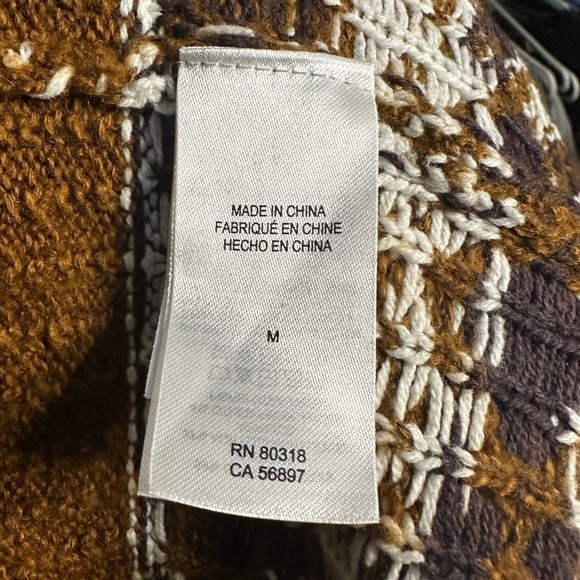 MADE IN CHINA
FABRIQUÉ EN CHINE
HECHO EN CHINA
M
RN 80318
CA 56897